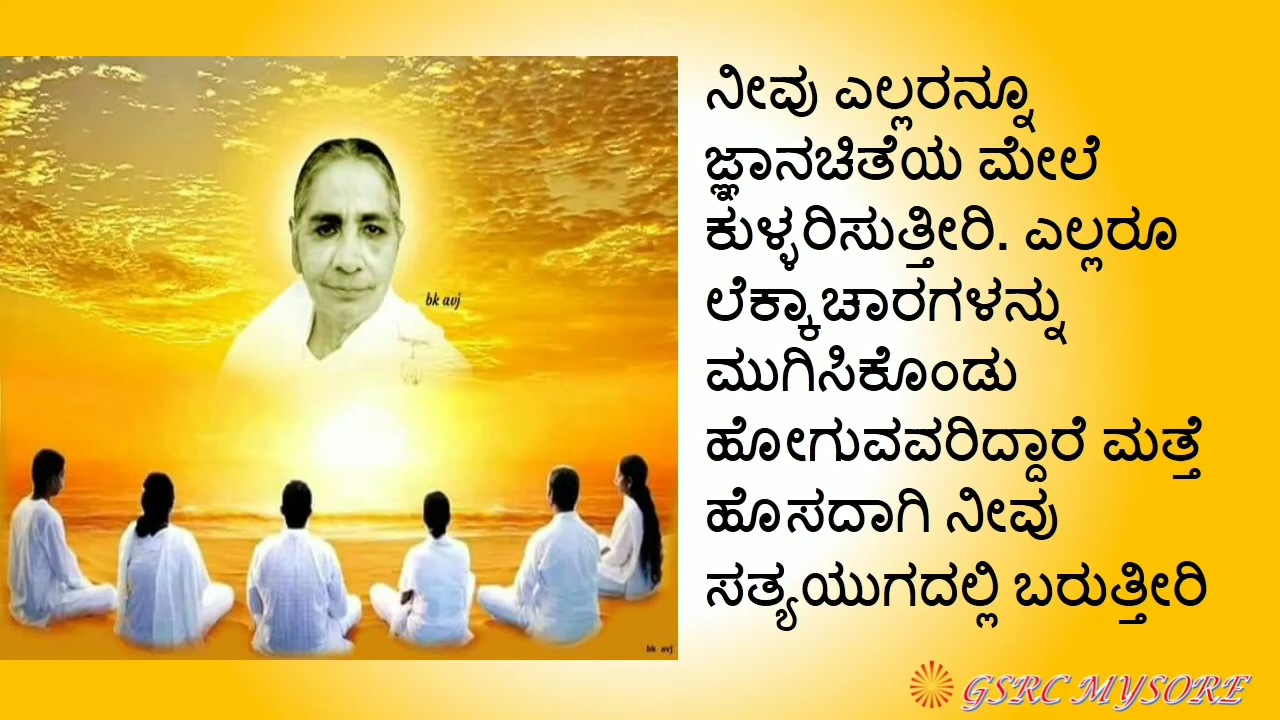 ನೀವು ಎಲ್ಲರನ್ನೂ
ಜ್ಞಾನಚಿತೆಯ ಮೇಲೆ
ಕುಳ್ಳರಿಸುತ್ತೀರಿ. ಎಲ್ಲರೂ
ಲೆಕ್ಕಾಚಾರಗಳನ್ನು
ಮುಗಿಸಿಕೊಂಡು
ಹೋಗುವವರಿದ್ದಾರೆ ಮತ್ತೆ
ಹೊಸದಾಗಿ ನೀವು
ಸತ್ಯಯುಗದಲ್ಲಿ ಬರುತ್ತೀರಿ
bk avj
bk avj
GSRC MYSORE